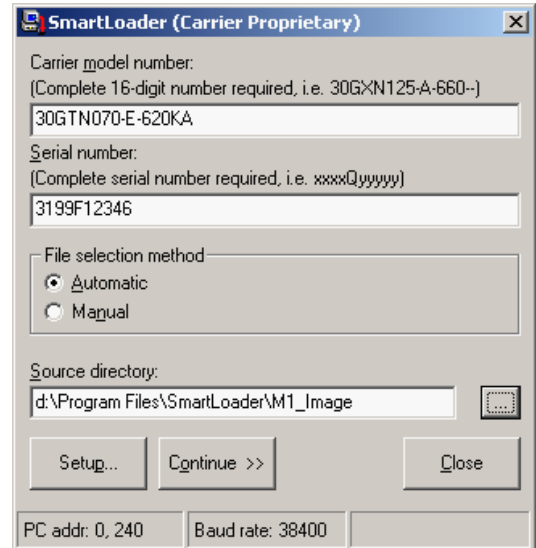 SmartLoader (Carrier Proprietary)
Carrier model number:
(Complete 16-digit number required, i.e. 30GXN125-A-660--)
30GTN070-E-620KA
Serial number:
(Complete serial number required, i.e. xxxxQyyyyy)
3199F12346
File selection method
Automatic
Manual
Source directory:
d:\Program Files\SmartLoader\M1_Image
...
Setup... Continue >> Close
PC addr: 0, 240 Baud rate: 38400